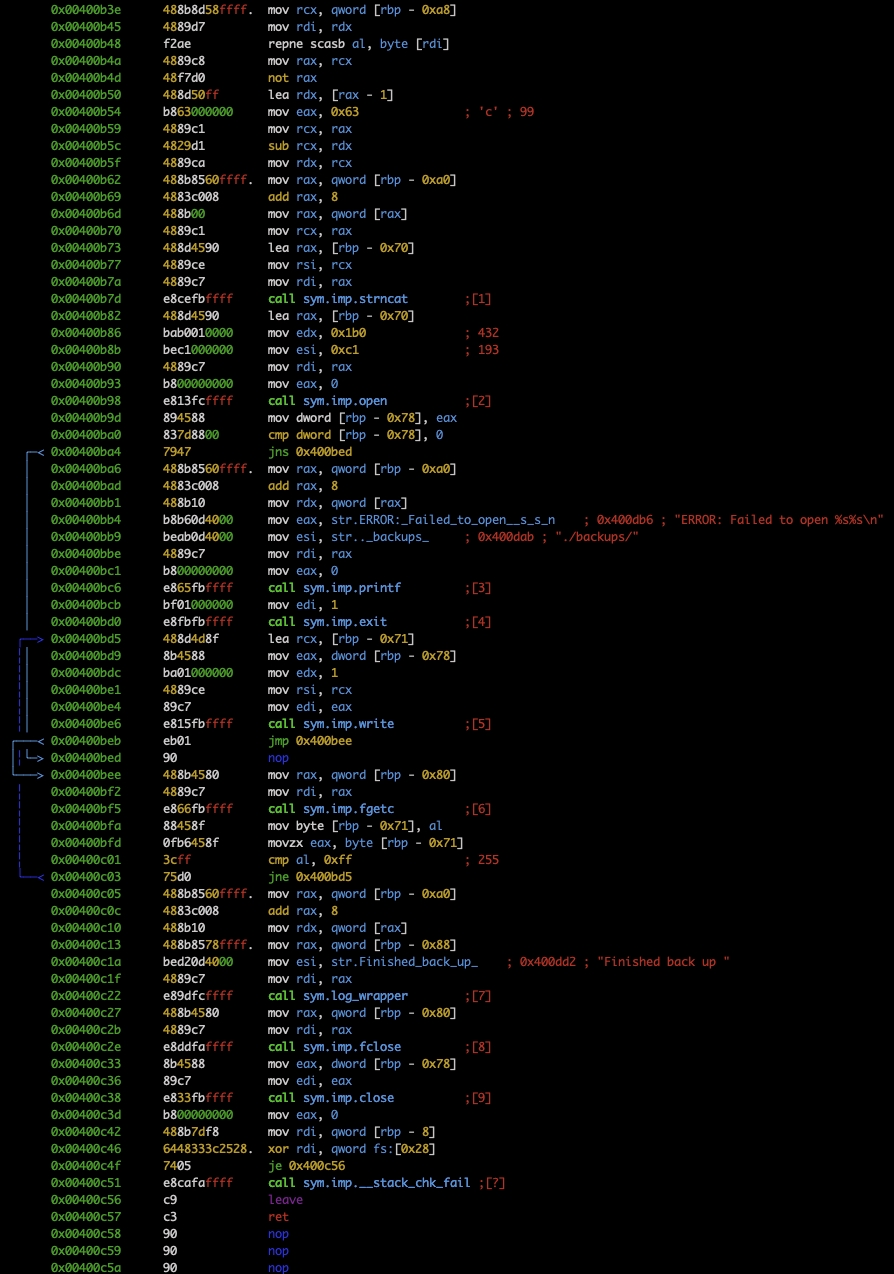 0x00400b3e 488b8d58ffff. mov rcx, qword [rbp - 0xa8]
0x00400b45 4889d7 mov rdi, rdx
0x00400b48 f2ae repne scasb al, byte [rdi]
0x00400b4a 4889c8 mov rax, rcx
0x00400b4d 48f7d0 not rax
0x00400b50 488d50ff lea rdx, [rax - 1]
0x00400b54 b863000000 mov eax, 0x63 ; 'c' ; 99
0x00400b59 4889c1 mov rcx, rax
0x00400b5c 4829d1 sub rcx, rdx
0x00400b5f 4889ca mov rdx, rcx
0x00400b62 488b8560ffff. mov rax, qword [rbp - 0xa0]
0x00400b69 4883c008 add rax, 8
0x00400b6d 488b00 mov rax, qword [rax]
0x00400b70 4889c1 mov rcx, rax
0x00400b73 488d4590 lea rax, [rbp - 0x70]
0x00400b77 4889ce mov rsi, rcx
0x00400b7a 4889c7 mov rdi, rax
0x00400b7d e8cefbffff call sym.imp.strncat ;[1]
0x00400b82 488d4590 lea rax, [rbp - 0x70]
0x00400b86 bab0010000 mov edx, 0x1b0 ; 432
0x00400b8b bec1000000 mov esi, 0xc1 ; 193
0x00400b90 4889c7 mov rdi, rax
0x00400b93 b800000000 mov eax, 0
0x00400b98 e813fcffff call sym.imp.open ;[2]
0x00400b9d 894588 mov dword [rbp - 0x78], eax
0x00400ba0 837d8800 cmp dword [rbp - 0x78], 0
0x00400ba4 7947 jns 0x400bed
0x00400ba6 488b8560ffff. mov rax, qword [rbp - 0xa0]
0x00400bad 4883c008 add rax, 8
0x00400bb1 488b10 mov rdx, qword [rax]
0x00400bb4 b8b60d4000 mov eax, str.ERROR:_Failed_to_open__s_s_n ; 0x400db6 ; "ERROR: Failed to open %s%s\n"
0x00400bb9 beab0d4000 mov esi, str.._backups_ ; 0x400dab ; "./backups/"
0x00400bbe 4889c7 mov rdi, rax
0x00400bc1 b800000000 mov eax, 0
0x00400bc6 e865fbffff call sym.imp.printf ;[3]
0x00400bcb bf01000000 mov edi, 1
0x00400bd0 e8fbfbffff call sym.imp.exit ;[4]
0x00400bd5 488d4d8f lea rcx, [rbp - 0x71]
0x00400bd9 8b4588 mov eax, dword [rbp - 0x78]
0x00400bdc ba01000000 mov edx, 1
0x00400be1 4889ce mov rsi, rcx
0x00400be4 89c7 mov edi, eax
0x00400be6 e815fbffff call sym.imp.write ;[5]
0x00400beb eb01 jmp 0x400bee
0x00400bed 90 nop
0x00400bee 488b4580 mov rax, qword [rbp - 0x80]
0x00400bf2 4889c7 mov rdi, rax
0x00400bf5 e866fbffff call sym.imp.fgetc ;[6]
0x00400bfa 88458f mov byte [rbp - 0x71], al
0x00400bfd 0fb6458f movzx eax, byte [rbp - 0x71]
0x00400c01 3cff cmp al, 0xff ; 255
0x00400c03 75d0 jne 0x400bd5
0x00400c05 488b8560ffff. mov rax, qword [rbp - 0xa0]
0x00400c0c 4883c008 add rax, 8
0x00400c10 488b10 mov rdx, qword [rax]
0x00400c13 488b8578ffff. mov rax, qword [rbp - 0x88]
0x00400c1a bed20d4000 mov esi, str.Finished_back_up_ ; 0x400dd2 ; "Finished back up "
0x00400c1f 4889c7 mov rdi, rax
0x00400c22 e89dfcffff call sym.log_wrapper ;[7]
0x00400c27 488b4580 mov rax, qword [rbp - 0x80]
0x00400c2b 4889c7 mov rdi, rax
0x00400c2e e8ddfaffff call sym.imp.fclose ;[8]
0x00400c33 8b4588 mov eax, dword [rbp - 0x78]
0x00400c36 89c7 mov edi, eax
0x00400c38 e833fbffff call sym.imp.close ;[9]
0x00400c3d b800000000 mov eax, 0
0x00400c42 488b7df8 mov rdi, qword [rbp - 8]
0x00400c46 6448333c2528. xor rdi, qword fs:[0x28]
0x00400c4f 7405 je 0x400c56
0x00400c51 e8cafaffff call sym.imp.__stack_chk_fail ;[?]
0x00400c56 c9 leave
0x00400c57 c3 ret
0x00400c58 90 nop
0x00400c59 90 nop
0x00400c5a 90 nop